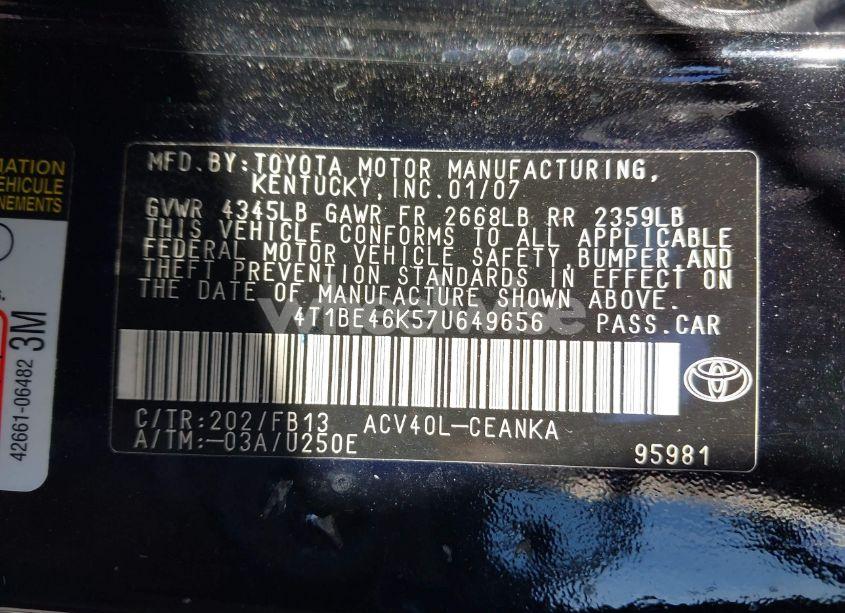 MFD.BY:TOYOTA MOTOR MANUFACTURING,
KENTUCKY,INC.01/07
GVWR 4345LB GAWR FR 2668LB RR 2359LB
THIS VEHICLE CONFORMS TO ALL APPLICABLE
FEDERAL MOTOR VEHICLE SAFETY,BUMPER AND
THEFT PREVENTION STANDARDS IN EFFECT ON
THE DATE OF MANUFACTURE SHOWN ABOVE.
4T1BE46K57U649656 PASS.CAR
C/TR:202/FB13 ACV40L-CEANKA
A/TM:-03A/U250E 95981
MATION
VEHICULE
NEMENTS
42661-06482 3M